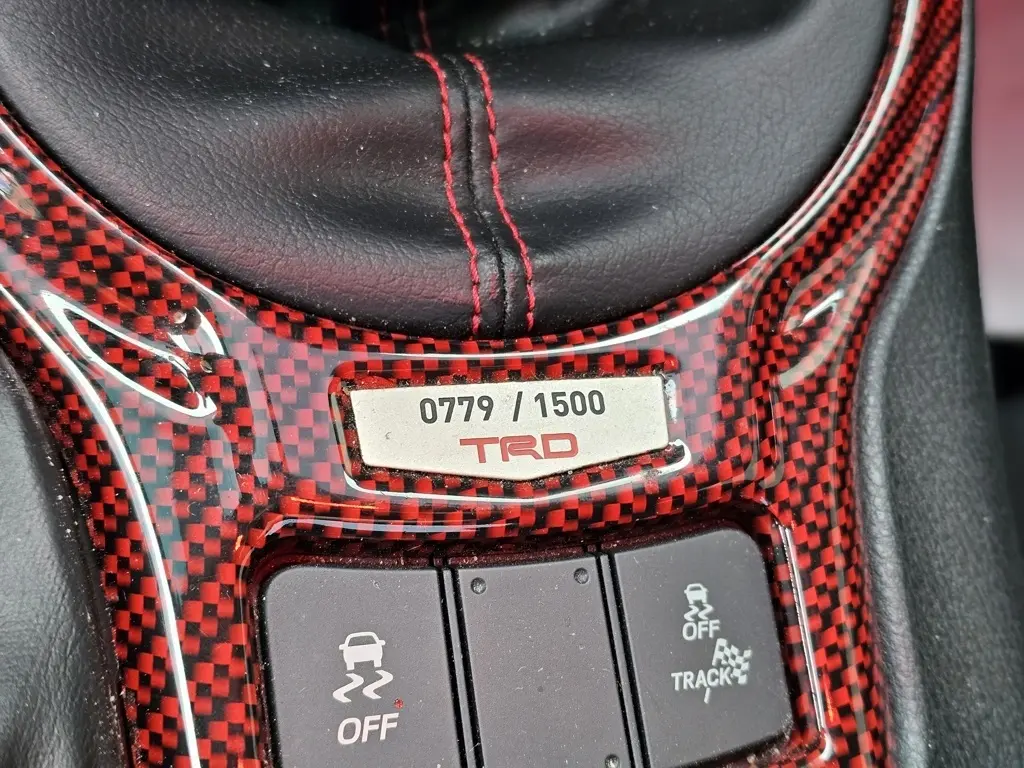 0779 / 1500
TRD
OFF
OFF
TRACK